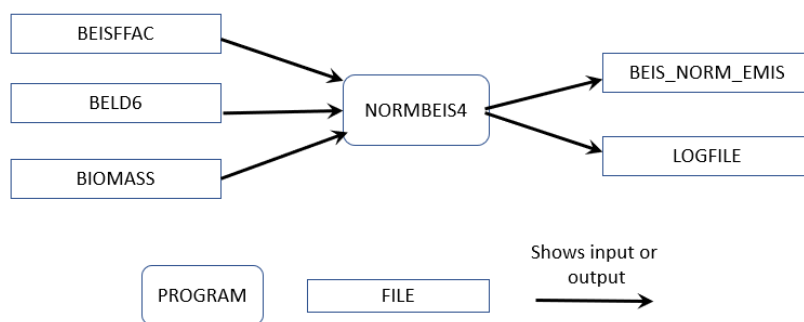 BEISFFAC
BELD6
BIOMASS
NORMBEIS4
BEIS_NORM_EMIS
LOGFILE
PROGRAM
FILE
Shows input or
output